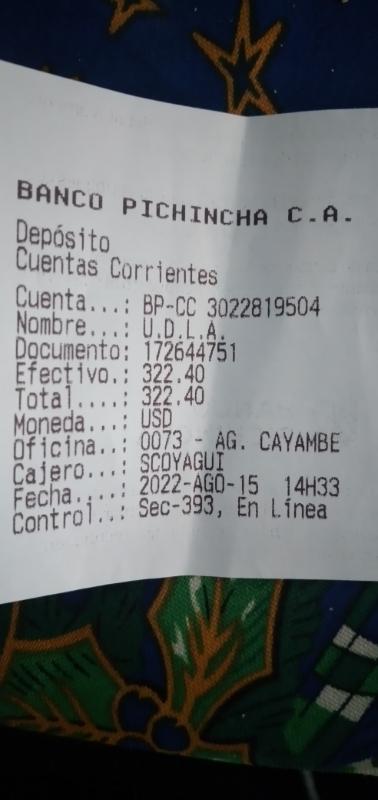 BANCO PICHINCHA C.A.
Depósito
Cuentas Corrientes
Cuenta...: BP-CC 3022819504
Nombre...: U.D.L.A.
Documento: 172644751
Efectivo.: 322.40
Total....: 322.40
Moneda...: USD
Oficina..: 0073 - AG. CAYAMBE
Cajero...: SCOYAGUI
Fecha....: 2022-AGO-15 14H33
Control..: Sec-393, En Línea